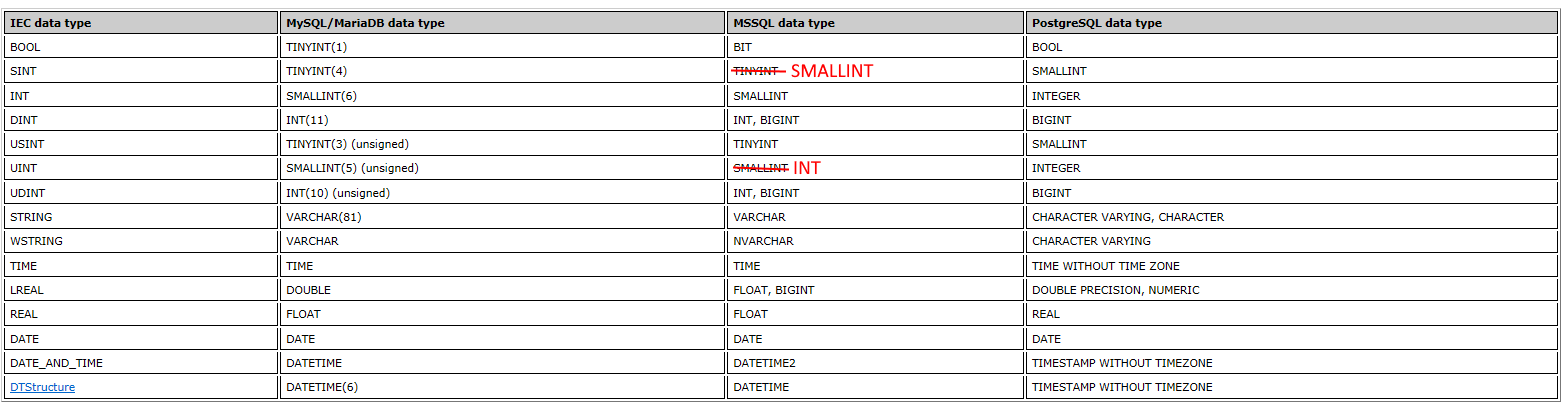 IEC data type MySQL/MariaDB data type MSSQL data type PostgreSQL data type
BOOL TINYINT(1) BIT BOOL
SINT TINYINT(4) TINYINT SMALLINT SMALLINT
INT SMALLINT(6) SMALLINT INTEGER
DINT INT(11) INT, BIGINT BIGINT
USINT TINYINT(3) (unsigned) TINYINT SMALLINT
UINT SMALLINT(5) (unsigned) SMALLINT INT INTEGER
UDINT INT(10) (unsigned) INT, BIGINT BIGINT
STRING VARCHAR(81) VARCHAR CHARACTER VARYING, CHARACTER
WSTRING VARCHAR NVARCHAR CHARACTER VARYING
TIME TIME TIME TIME WITHOUT TIME ZONE
LREAL DOUBLE FLOAT, BIGINT DOUBLE PRECISION, NUMERIC
REAL FLOAT FLOAT REAL
DATE DATE DATE DATE
DATE_AND_TIME DATETIME DATETIME2 TIMESTAMP WITHOUT TIMEZONE
DTStructure DATETIME(6) DATETIME TIMESTAMP WITHOUT TIMEZONE